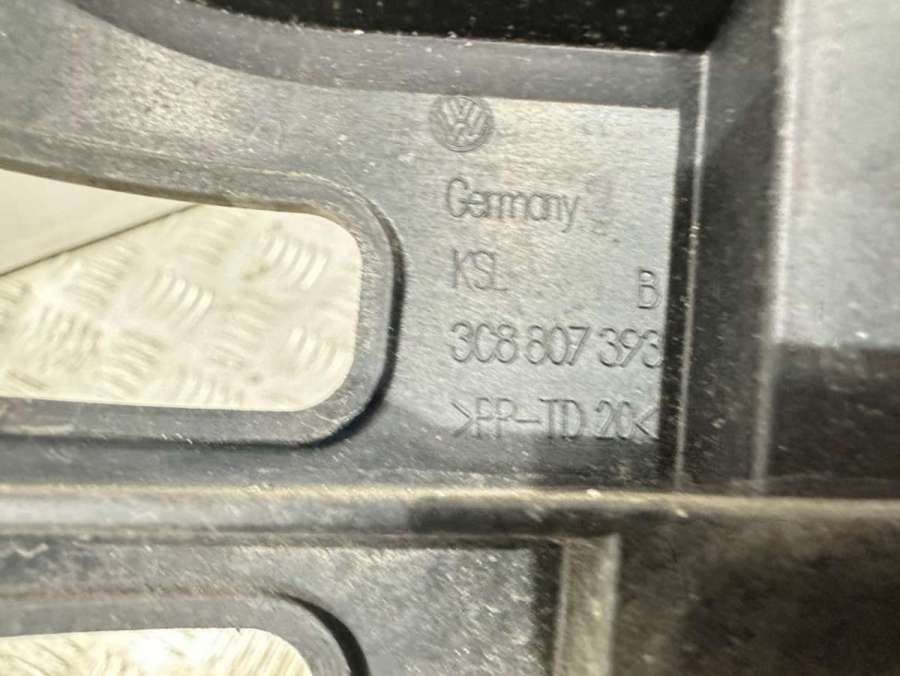 Germany
KSL B
3C8 807 393
>PP-TD 20<